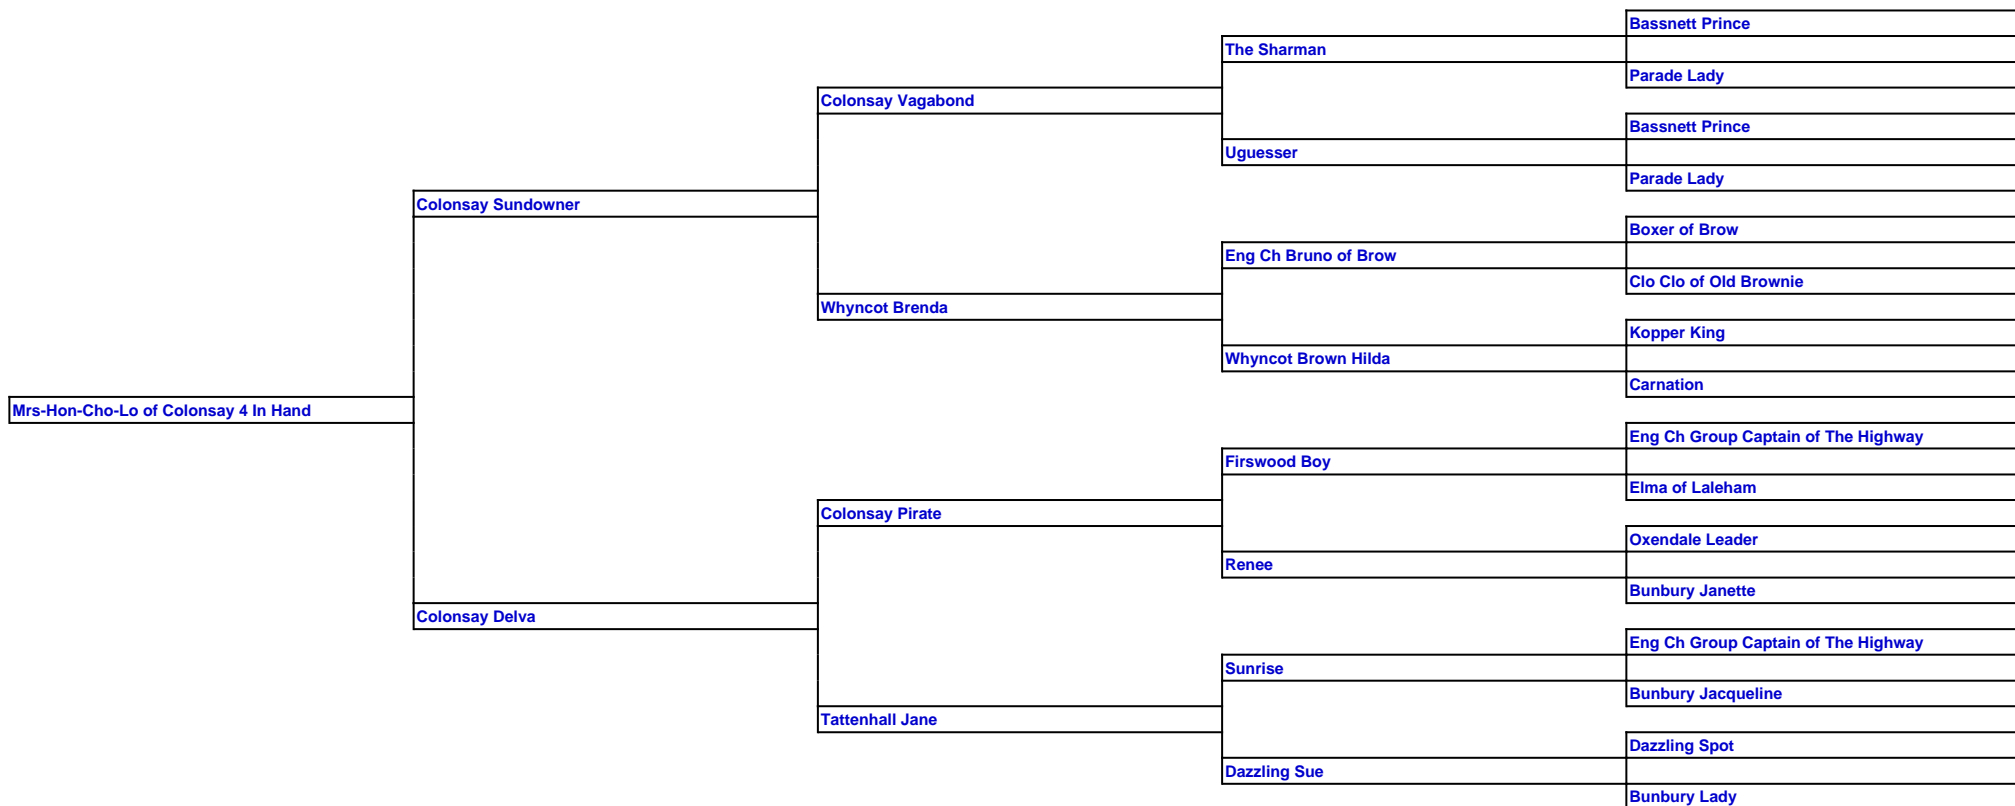 Bassnett Prince
The Sharman
Parade Lady
Colonsay Vagabond
Bassnett Prince
Uguesser
Parade Lady
Colonsay Sundowner
Boxer of Brow
Eng Ch Bruno of Brow
Clo Clo of Old Brownie
Whyncot Brenda
Kopper King
Whyncot Brown Hilda
Carnation
Mrs-Hon-Cho-Lo of Colonsay 4 In Hand
Eng Ch Group Captain of The Highway
Firswood Boy
Elma of Laleham
Colonsay Pirate
Oxendale Leader
Renee
Bunbury Janette
Colonsay Delva
Eng Ch Group Captain of The Highway
Sunrise
Bunbury Jacqueline
Tattenhall Jane
Dazzling Spot
Dazzling Sue
Bunbury Lady